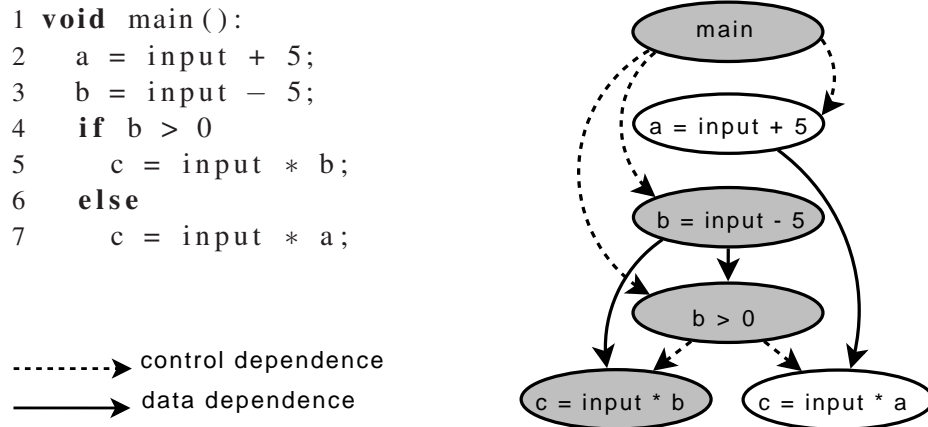 1 void main():
2 a = input + 5;
3 b = input − 5;
4 if b > 0
5 c = input * b;
6 else
7 c = input * a;
control dependence
data dependence
main
a = input + 5
b = input - 5
b > 0
c = input * b
c = input * a